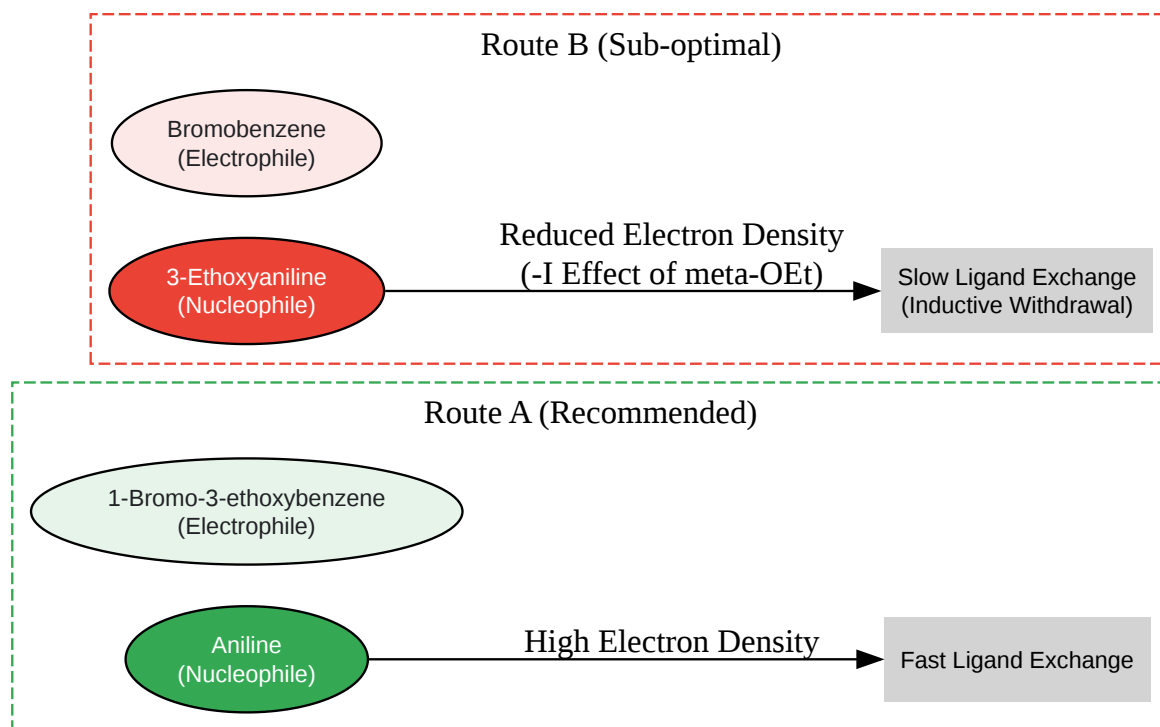 Route B (Sub-optimal)
Bromobenzene
(Electrophile)
3-Ethoxyaniline
(Nucleophile)
Reduced Electron Density
(-I Effect of meta-OEt)
Slow Ligand Exchange
(Inductive Withdrawal)
Route A (Recommended)
1-Bromo-3-ethoxybenzene
(Electrophile)
Aniline
(Nucleophile)
High Electron Density
Fast Ligand Exchange